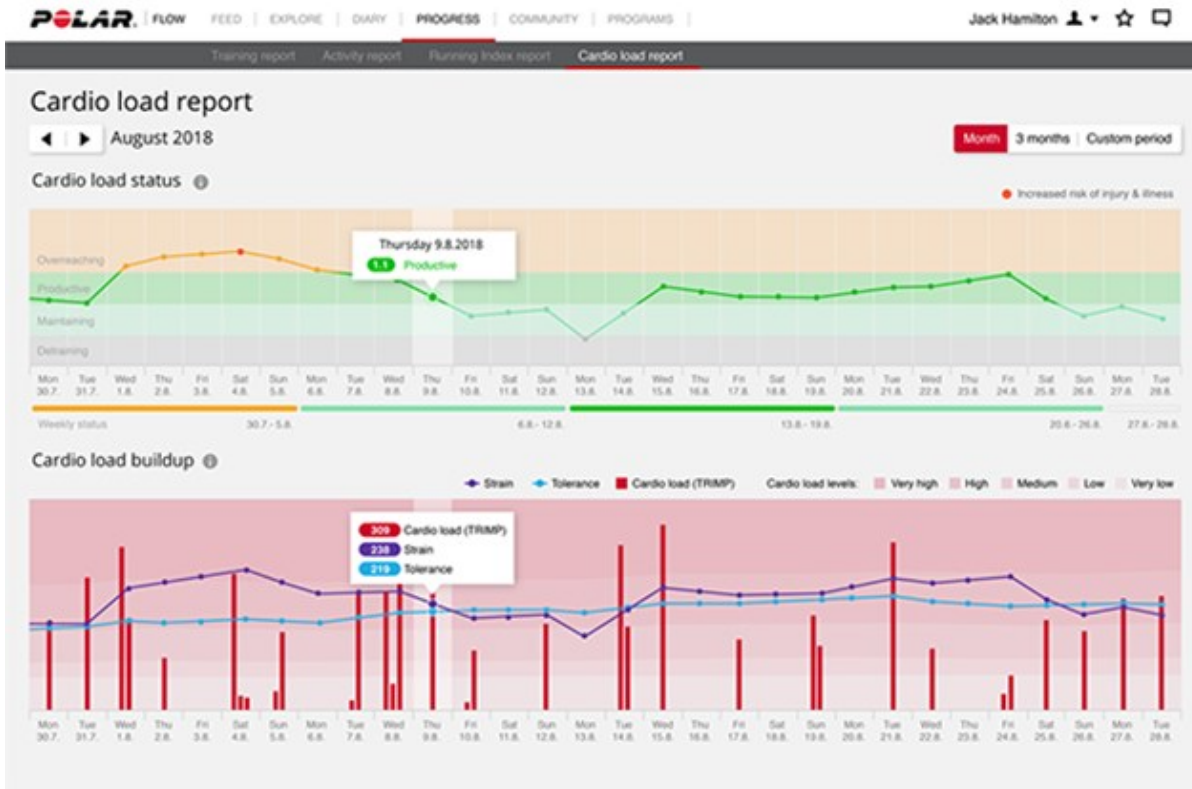 POLAR. FLOW FEED EXPLORE DIARY PROGRESS COMMUNITY PROGRAMS Jack Hamilton
Training report Activity report Running Index report Cardio load report
Cardio load report
August 2018
Month 3 months Custom period
Cardio load status
Increased risk of injury & illness
Thursday 9.8.2018
1.1 Productive
Overreaching
Productive
Maintaining
Detraining
Mon Tue Wed Thu Fri Sat Sun Mon Tue Wed Thu Fri Sat Sun Mon Tue Wed Thu Fri Sat Sun Mon Tue Wed Thu Fri Sat Sun Mon Tue
30.7. 31.7. 1.8. 2.8. 3.8. 4.8. 5.8. 6.8. 7.8. 8.8. 9.8. 10.8. 11.8. 12.8. 13.8. 14.8. 15.8. 16.8. 17.8. 18.8. 19.8. 20.8. 21.8. 22.8. 23.8. 24.8. 25.8. 26.8. 27.8. 28.8.
Weekly status 30.7.- 5.8. 6.8.- 12.8. 13.8.- 19.8. 20.8.- 26.8. 27.8.- 28.8.
Cardio load buildup
Strain Tolerance Cardio load (TRIMP) Cardio load levels: Very high High Medium Low Very low
309 Cardio load (TRIMP)
238 Strain
219 Tolerance
Mon Tue Wed Thu Fri Sat Sun Mon Tue Wed Thu Fri Sat Sun Mon Tue Wed Thu Fri Sat Sun Mon Tue Wed Thu Fri Sat Sun Mon Tue
30.7. 31.7. 1.8. 2.8. 3.8. 4.8. 5.8. 6.8. 7.8. 8.8. 9.8. 10.8. 11.8. 12.8. 13.8. 14.8. 15.8. 16.8. 17.8. 18.8. 19.8. 20.8. 21.8. 22.8. 23.8. 24.8. 25.8. 26.8. 27.8. 28.8.